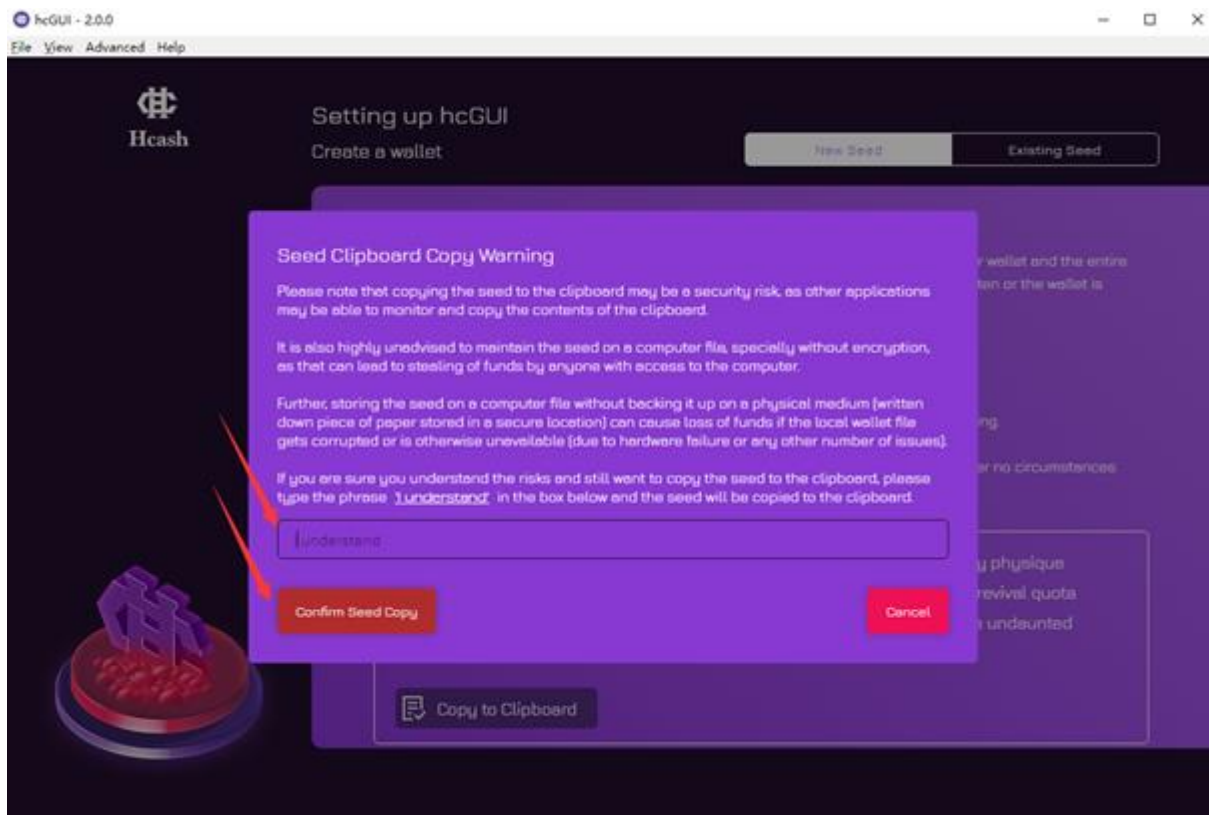 hcGUI - 2.0.0
File View Advanced Help
Hcash
Setting up hcGUI
Create a wallet
New Seed
Existing Seed
Seed Clipboard Copy Warning
Please note that copying the seed to the clipboard may be a security risk, as other applications
may be able to monitor and copy the contents of the clipboard.
It is also highly unadvised to maintain the seed on a computer file, specially without encryption,
as that can lead to stealing of funds by anyone with access to the computer.
Further, storing the seed on a computer file without backing it up on a physical medium (written
down piece of paper stored in a secure location) can cause loss of funds if the local wallet file
gets corrupted or is otherwise unavailable (due to hardware failure or any other number of issues).
If you are sure you understand the risks and still want to copy the seed to the clipboard, please
type the phrase 'I understand' in the box below and the seed will be copied to the clipboard.
I understand
Confirm Seed Copy
Cancel
wallet and the entire
or the wallet is
no circumstances
physique
revival quota
undaunted
Copy to Clipboard